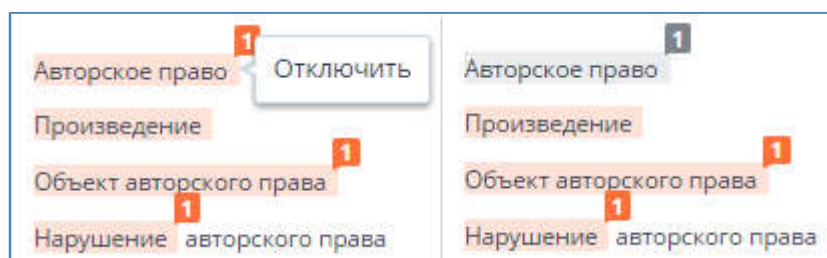 1
Авторское право Отключить
Произведение
1
Объект авторского права
1
Нарушение авторского права
1
Авторское право
Произведение
1
Объект авторского права
1
Нарушение авторского права